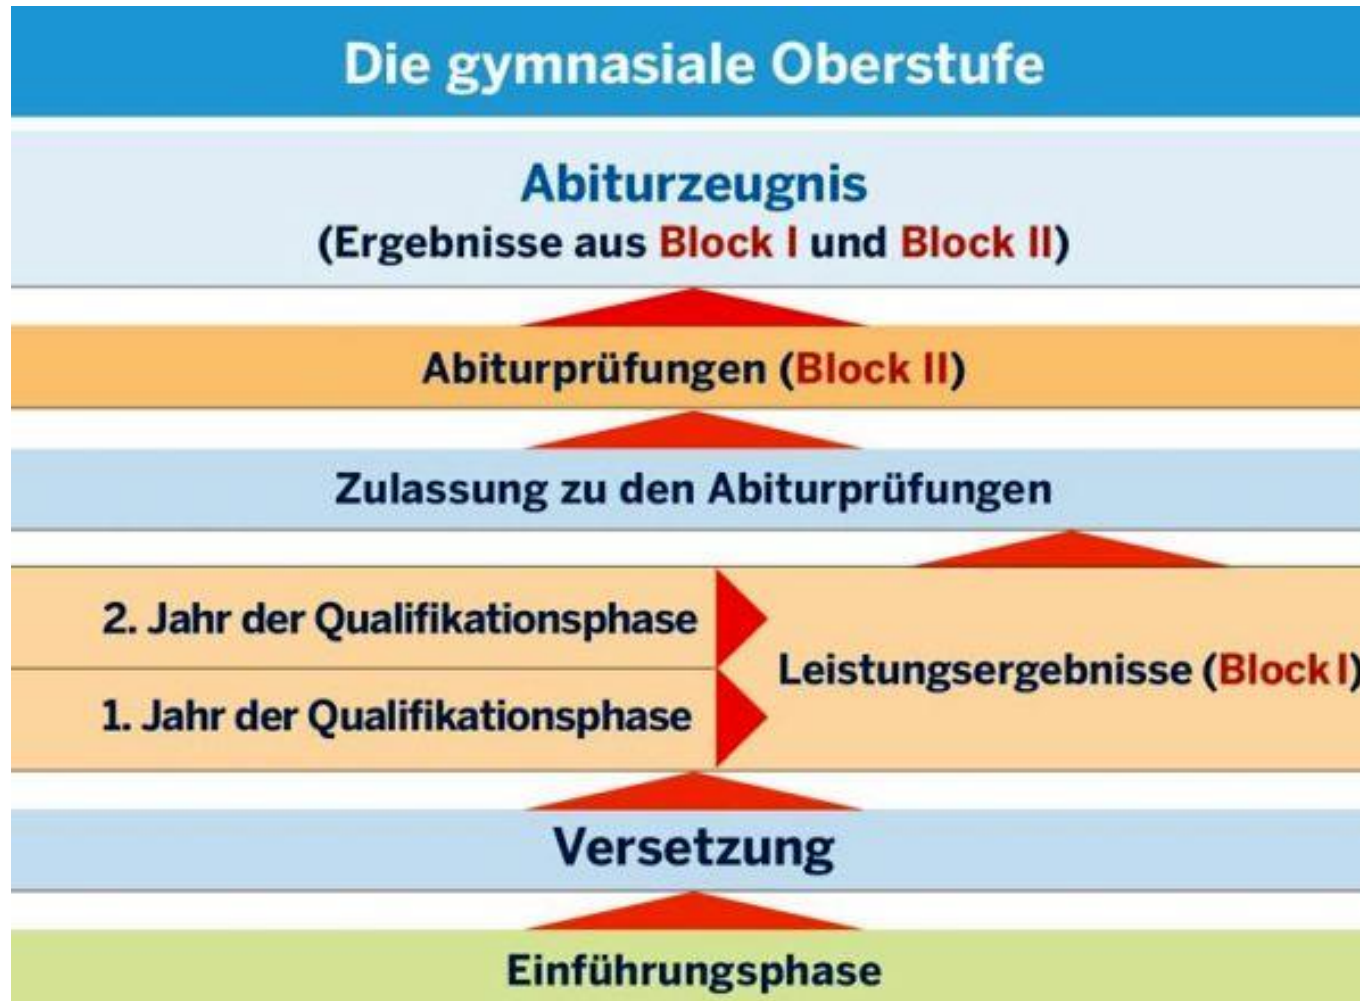 Die gymnasiale Oberstufe
Abiturzeugnis
(Ergebnisse aus Block I und Block II)
Abiturprüfungen (Block II)
Zulassung zu den Abiturprüfungen
2. Jahr der Qualifikationsphase
Leistungsergebnisse (Block I)
1. Jahr der Qualifikationsphase
Versetzung
Einführungsphase